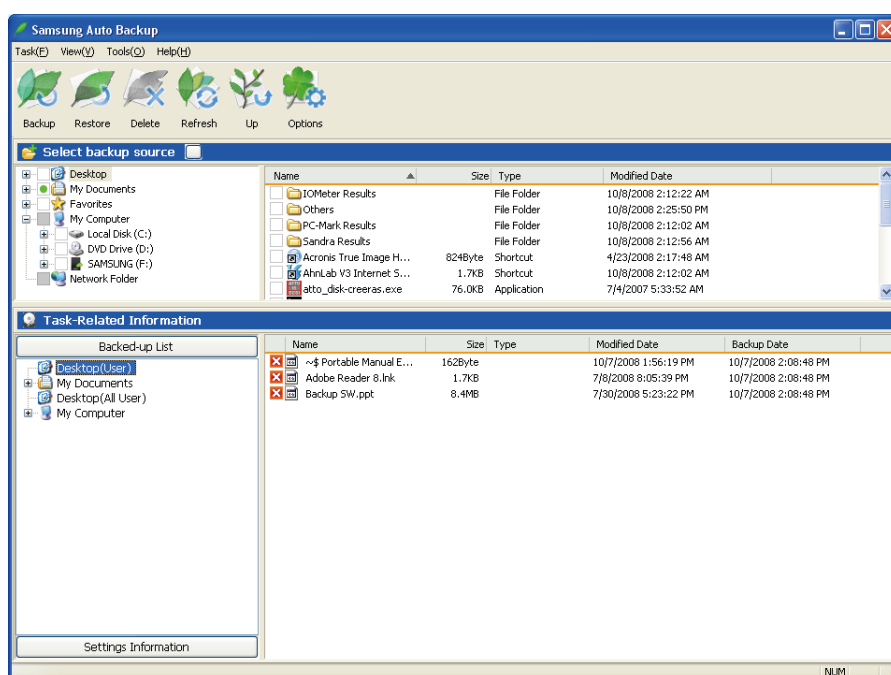 Samsung Auto Backup
Task(F) View(V) Tools(O) Help(H)
Backup Restore Delete Refresh Up Options
Select backup source
Desktop
My Documents
Favorites
My Computer
Local Disk (C:)
DVD Drive (D:)
SAMSUNG (F:)
Network Folder
Name Size Type Modified Date
IOMeter Results File Folder 10/8/2008 2:12:22 AM
Others File Folder 10/8/2008 2:25:50 PM
PC-Mark Results File Folder 10/8/2008 2:12:02 AM
Sandra Results File Folder 10/8/2008 2:12:56 AM
Acronis True Image H... 824Byte Shortcut 4/23/2008 2:17:48 AM
AhnLab V3 Internet S... 1.7KB Shortcut 10/8/2008 2:12:02 AM
atto_disk-creeras.exe 76.0KB Application 7/4/2007 5:33:52 AM
Task-Related Information
Backed-up List
Desktop(User)
My Documents
Desktop(All User)
My Computer
Settings Information
Name Size Type Modified Date Backup Date
~$ Portable Manual E... 162Byte 10/7/2008 1:56:19 PM 10/7/2008 2:08:48 PM
Adobe Reader 8.lnk 1.7KB 7/8/2008 8:05:39 PM 10/7/2008 2:08:48 PM
Backup SW.ppt 8.4MB 7/30/2008 5:23:22 PM 10/7/2008 2:08:48 PM
NUM